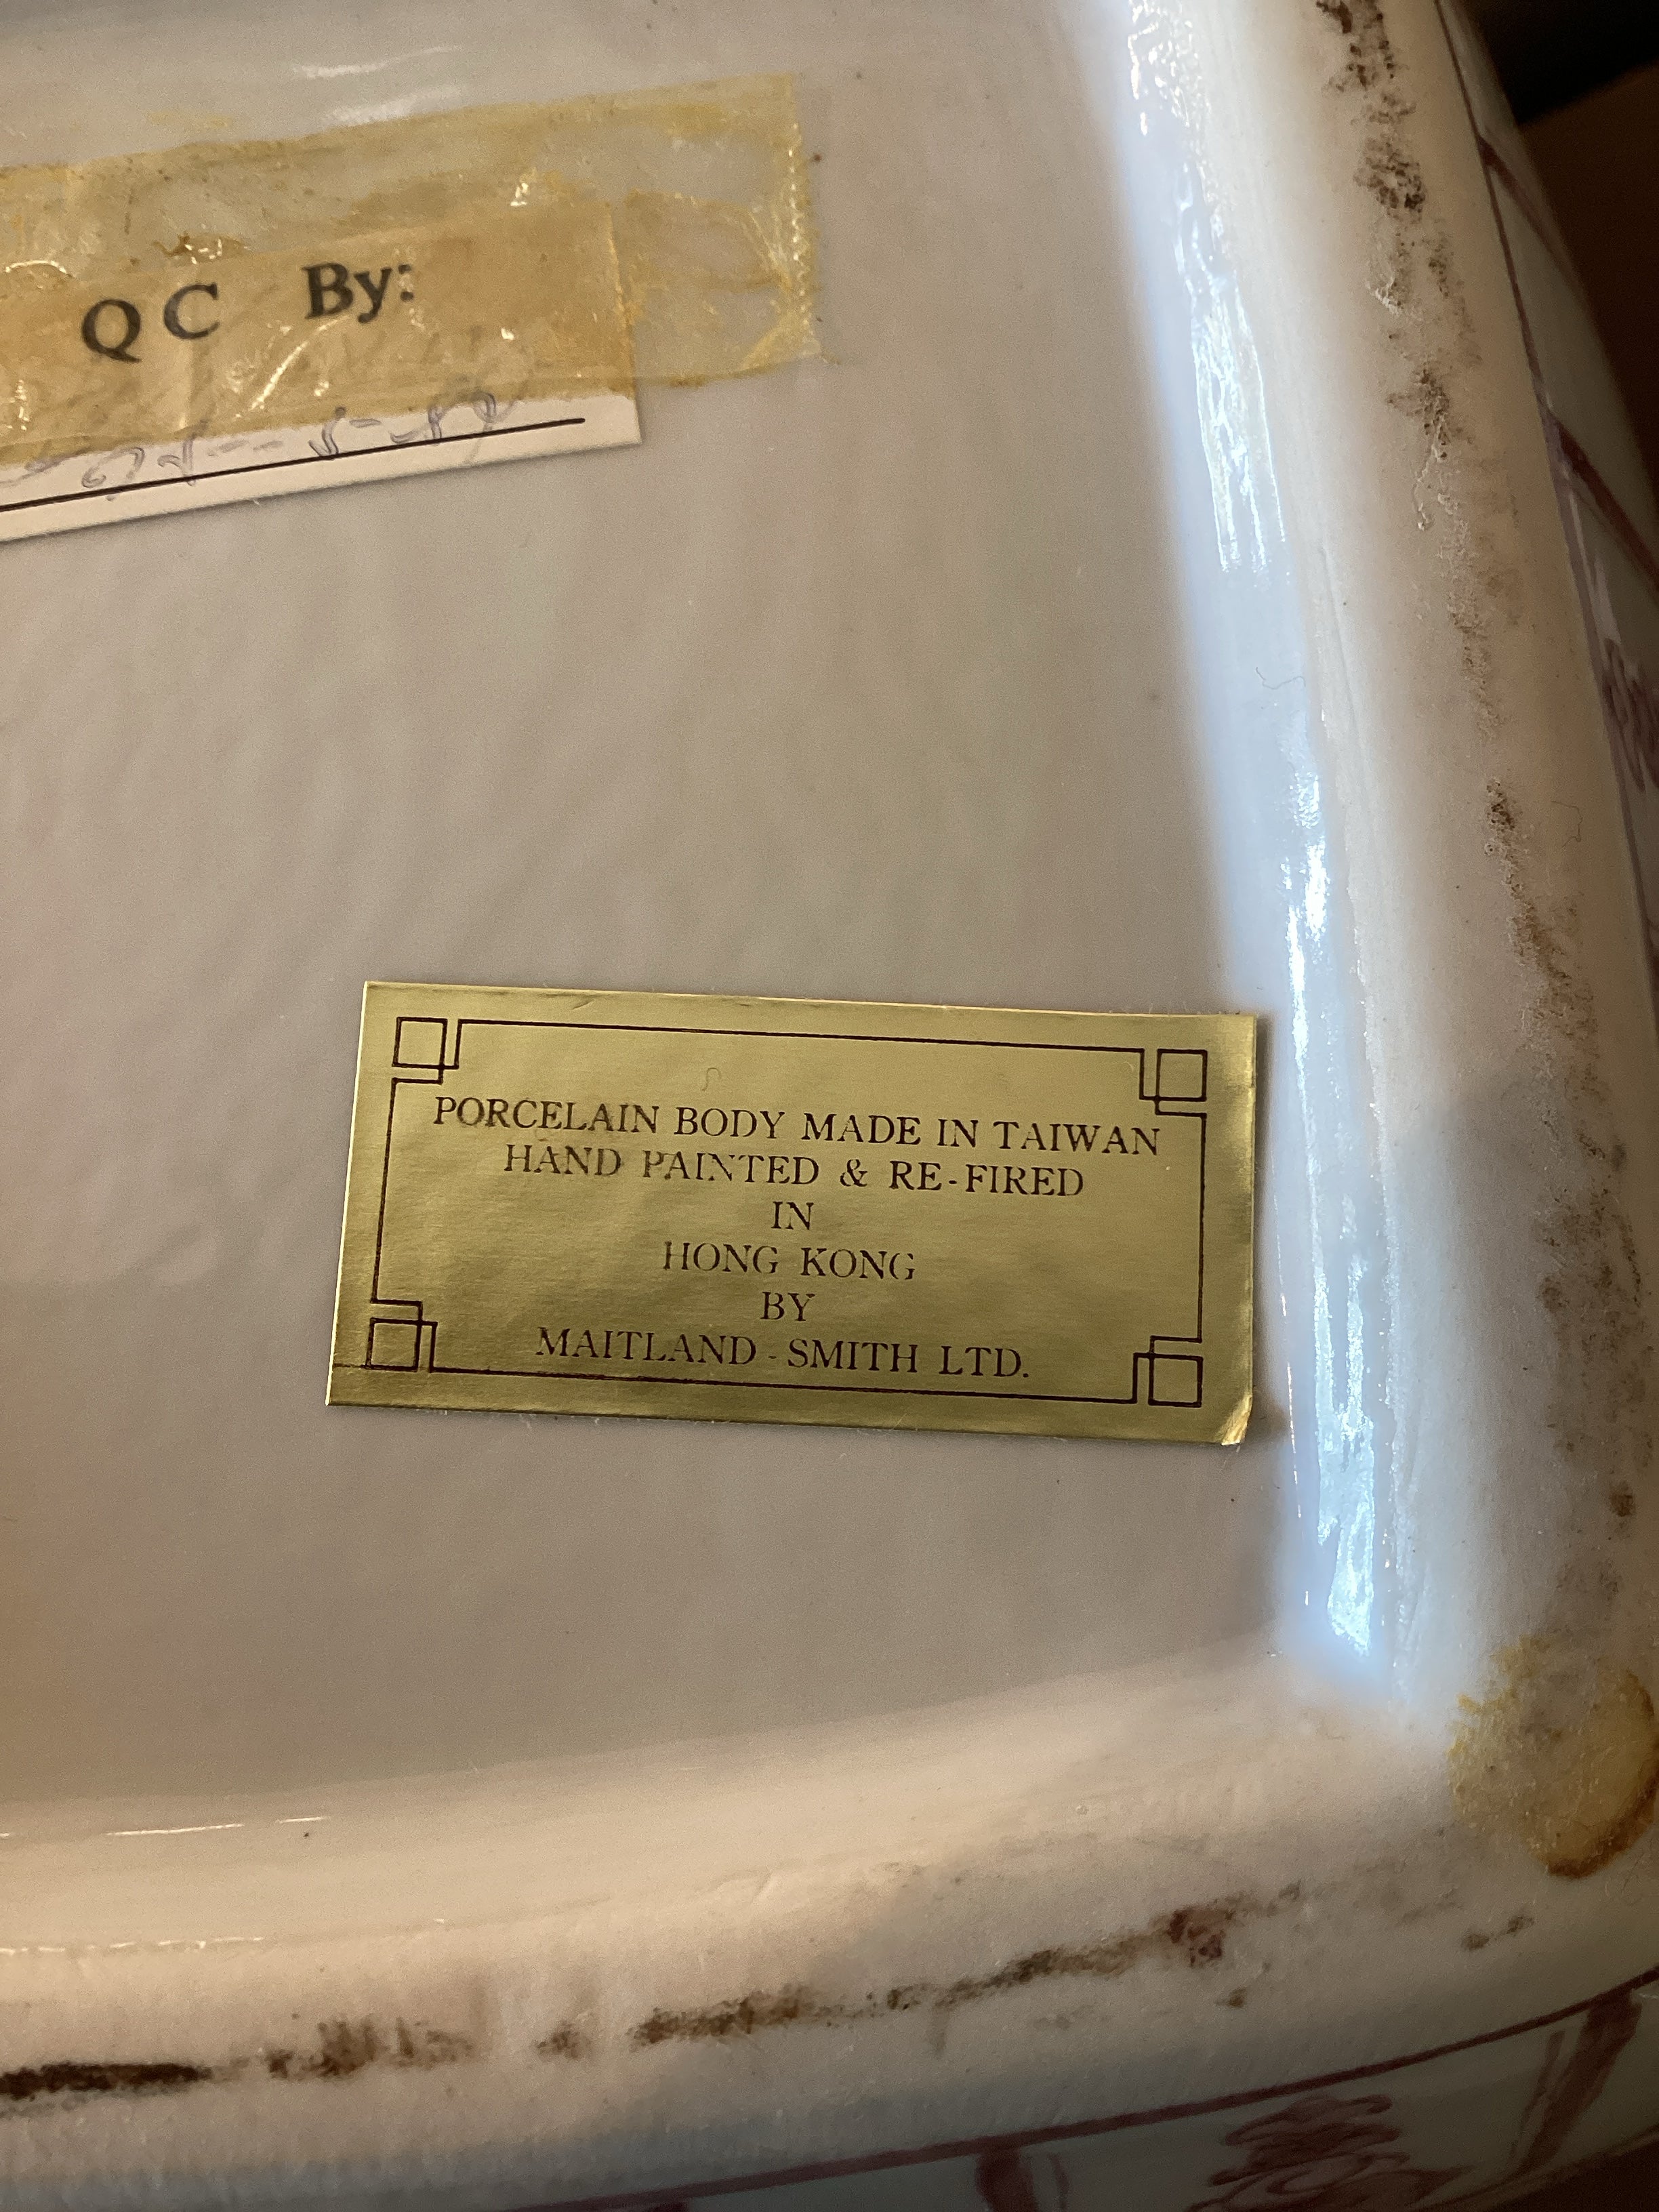 QC By:
PORCELAIN BODY MADE IN TAIWAN
HAND PAINTED & RE-FIRED
IN
HONG KONG
BY
MAITLAND-SMITH LTD.